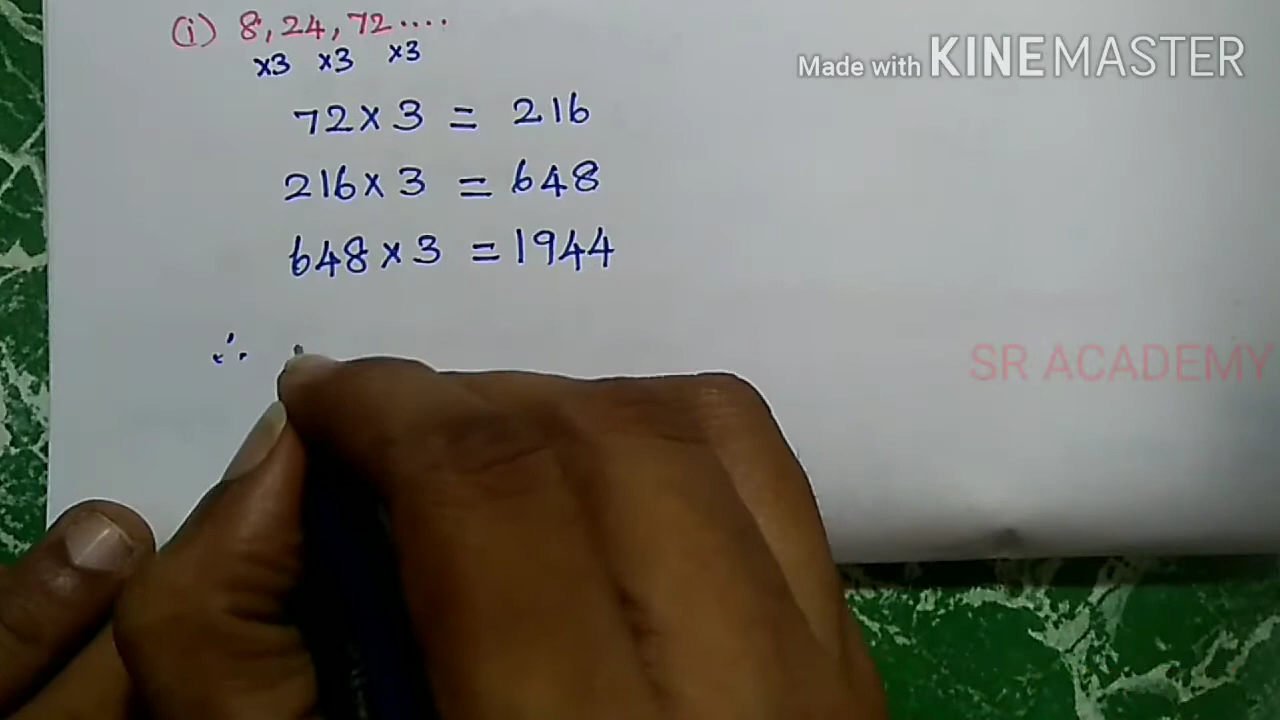 (i) 8, 24, 72....
×3 ×3 ×3
72 × 3 = 216
216 × 3 = 648
648 × 3 = 1944
∴
Made with KINEMASTER
SR ACADEMY